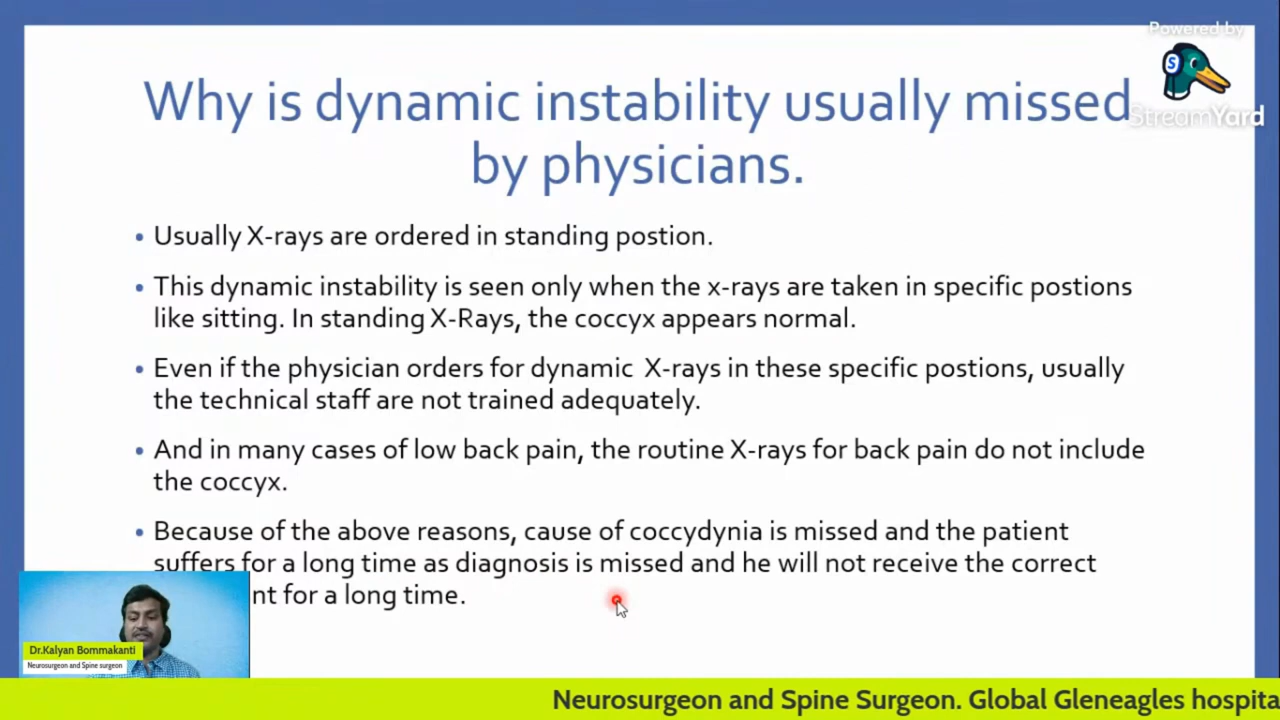 Powered by
StreamYard
Why is dynamic instability usually missed
by physicians.
• Usually X-rays are ordered in standing postion.
• This dynamic instability is seen only when the x-rays are taken in specific postions
like sitting. In standing X-Rays, the coccyx appears normal.
• Even if the physician orders for dynamic X-rays in these specific postions, usually
the technical staff are not trained adequately.
• And in many cases of low back pain, the routine X-rays for back pain do not include
the coccyx.
• Because of the above reasons, cause of coccydynia is missed and the patient
suffers for a long time as diagnosis is missed and he will not receive the correct
nt for a long time.
Dr.Kalyan Bommakanti
Neurosurgeon and Spine surgeon
Neurosurgeon and Spine Surgeon. Global Gleneagles hospita